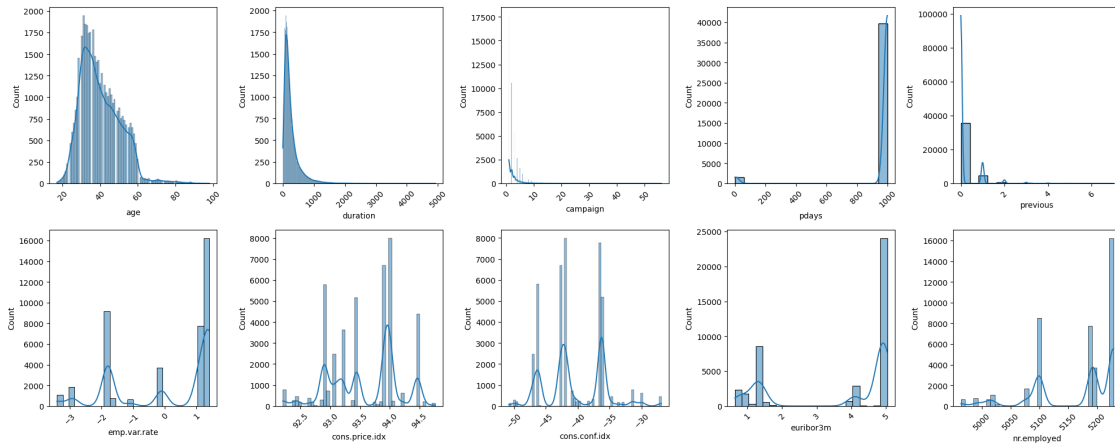 Count
2000
1750
1500
1250
1000
750
500
250
0
20 40 60 80 100
age
Count
2000
1750
1500
1250
1000
750
500
250
0
0 1000 2000 3000 4000 5000
duration
Count
17500
15000
12500
10000
7500
5000
2500
0
0 10 20 30 40 50
campaign
Count
40000
35000
30000
25000
20000
15000
10000
5000
0
0 200 400 600 800 1000
pdays
Count
100000
80000
60000
40000
20000
0
0 2 4 6
previous
Count
16000
14000
12000
10000
8000
6000
4000
2000
0
−3 −2 −1 0 1
emp.var.rate
Count
8000
7000
6000
5000
4000
3000
2000
1000
0
92.5 93.0 93.5 94.0 94.5
cons.price.idx
Count
8000
7000
6000
5000
4000
3000
2000
1000
0
−50 −45 −40 −35 −30
cons.conf.idx
Count
25000
20000
15000
10000
5000
0
1 2 3 4 5
euribor3m
Count
16000
14000
12000
10000
8000
6000
4000
2000
0
5000 5050 5100 5150 5200
nr.employed